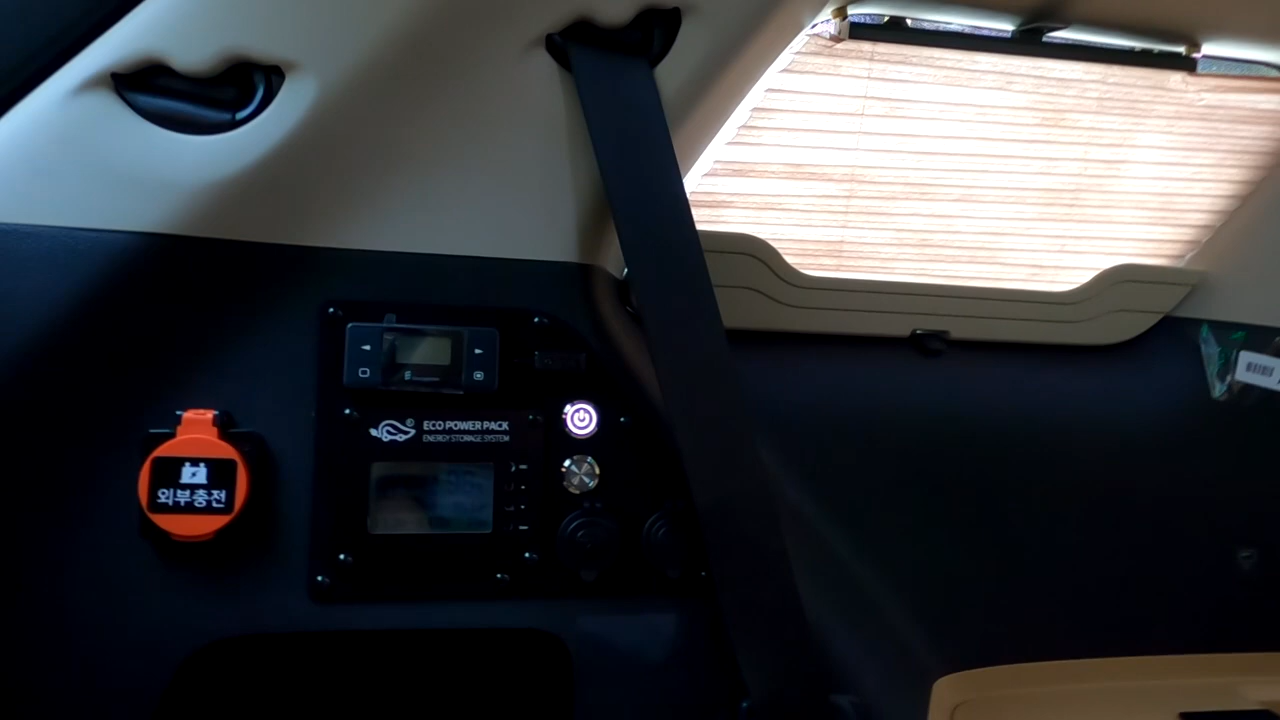 ECO POWER PACK
ENERGY STORAGE SYSTEM
외부충전